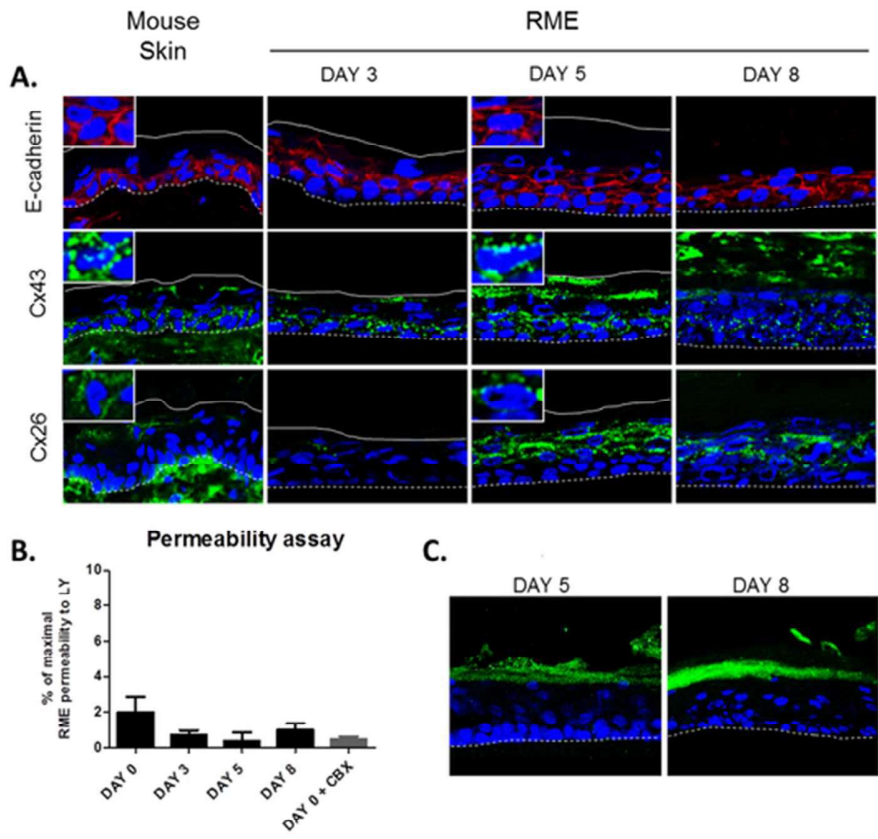 Mouse
Skin
RME
A.
DAY 3
DAY 5
DAY 8
E-cadherin
Cx43
Cx26
B.
Permeability assay
% of maximal
RME permeability to LY
10
8
6
4
2
0
DAY 0
DAY 3
DAY 5
DAY 8
DAY 0 + CBX
C.
DAY 5
DAY 8